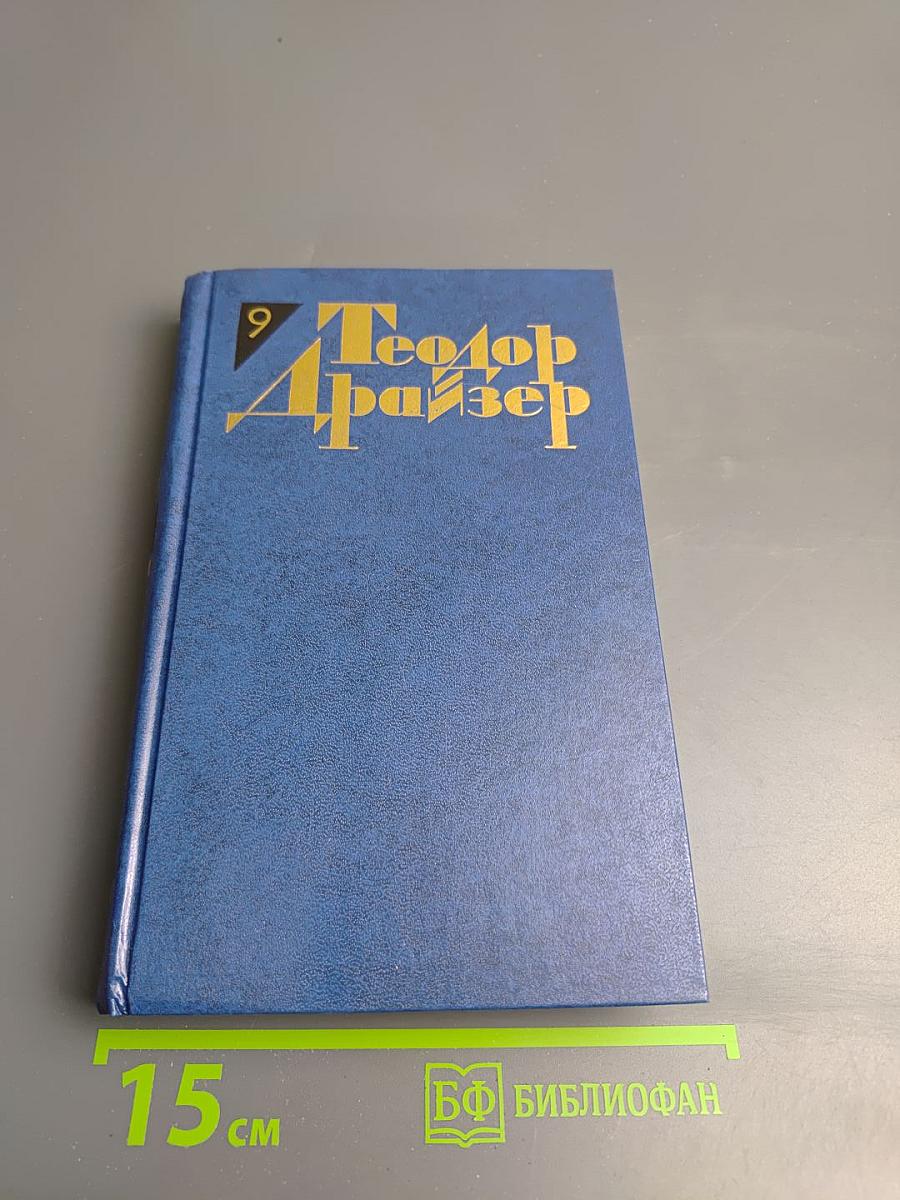 9
Теодор
Драйзер
15 см
БФ БИБЛИОФАН